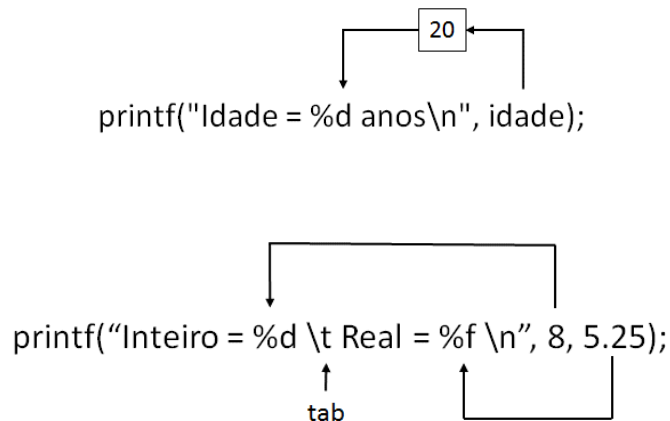 20
printf("Idade = %d anos\n", idade);
printf(“Inteiro = %d \t Real = %f \n”, 8, 5.25);
tab